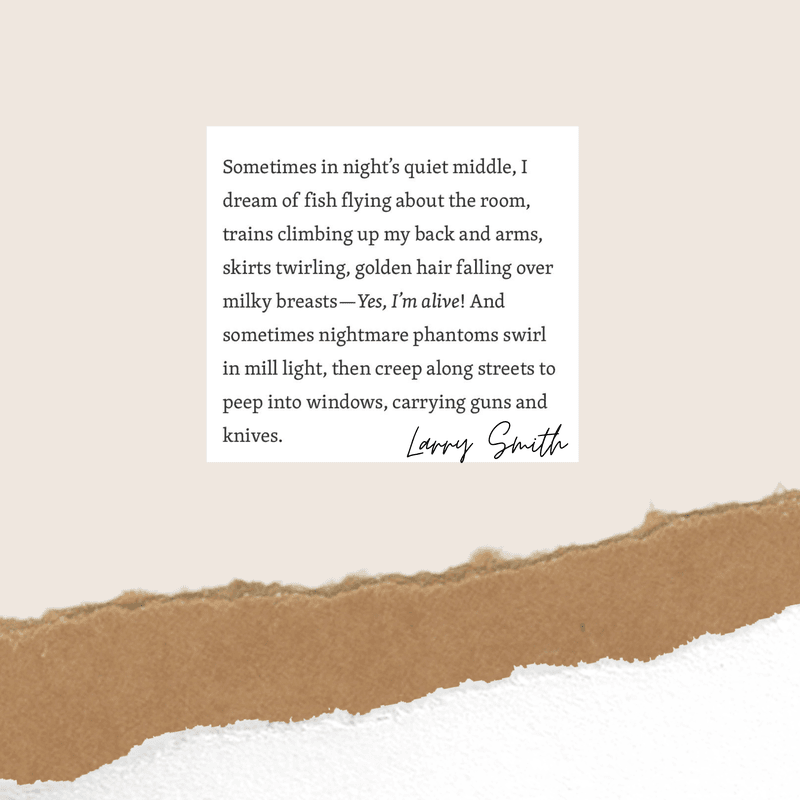 Sometimes in night’s quiet middle, I
dream of fish flying about the room,
trains climbing up my back and arms,
skirts twirling, golden hair falling over
milky breasts—Yes, I’m alive! And
sometimes nightmare phantoms swirl
in mill light, then creep along streets to
peep into windows, carrying guns and
knives.
Larry Smith